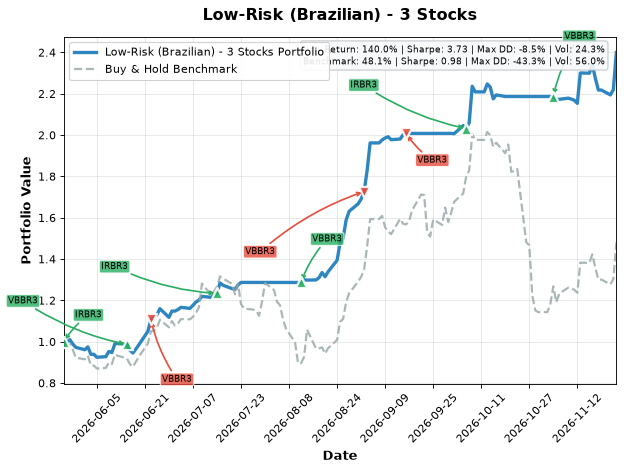 Low-Risk (Brazilian) - 3 Stocks
VBBR3
eturn: 140.0% | Sharpe: 3.73 | Max DD: -8.5% | Vol: 24.3%
chmark: 48.1% | Sharpe: 0.98 | Max DD: -43.3% | Vol: 56.0%
Low-Risk (Brazilian) - 3 Stocks Portfolio
Buy & Hold Benchmark
IRBR3
VBBR3
VBBR3
VBBR3
IRBR3
VBBR3
IRBR3
VBBR3
Portfolio Value
2.4
2.2
2.0
1.8
1.6
1.4
1.2
1.0
0.8
2026-06-05
2026-06-21
2026-07-07
2026-07-23
2026-08-08
2026-08-24
2026-09-09
2026-09-25
2026-10-11
2026-10-27
2026-11-12
Date